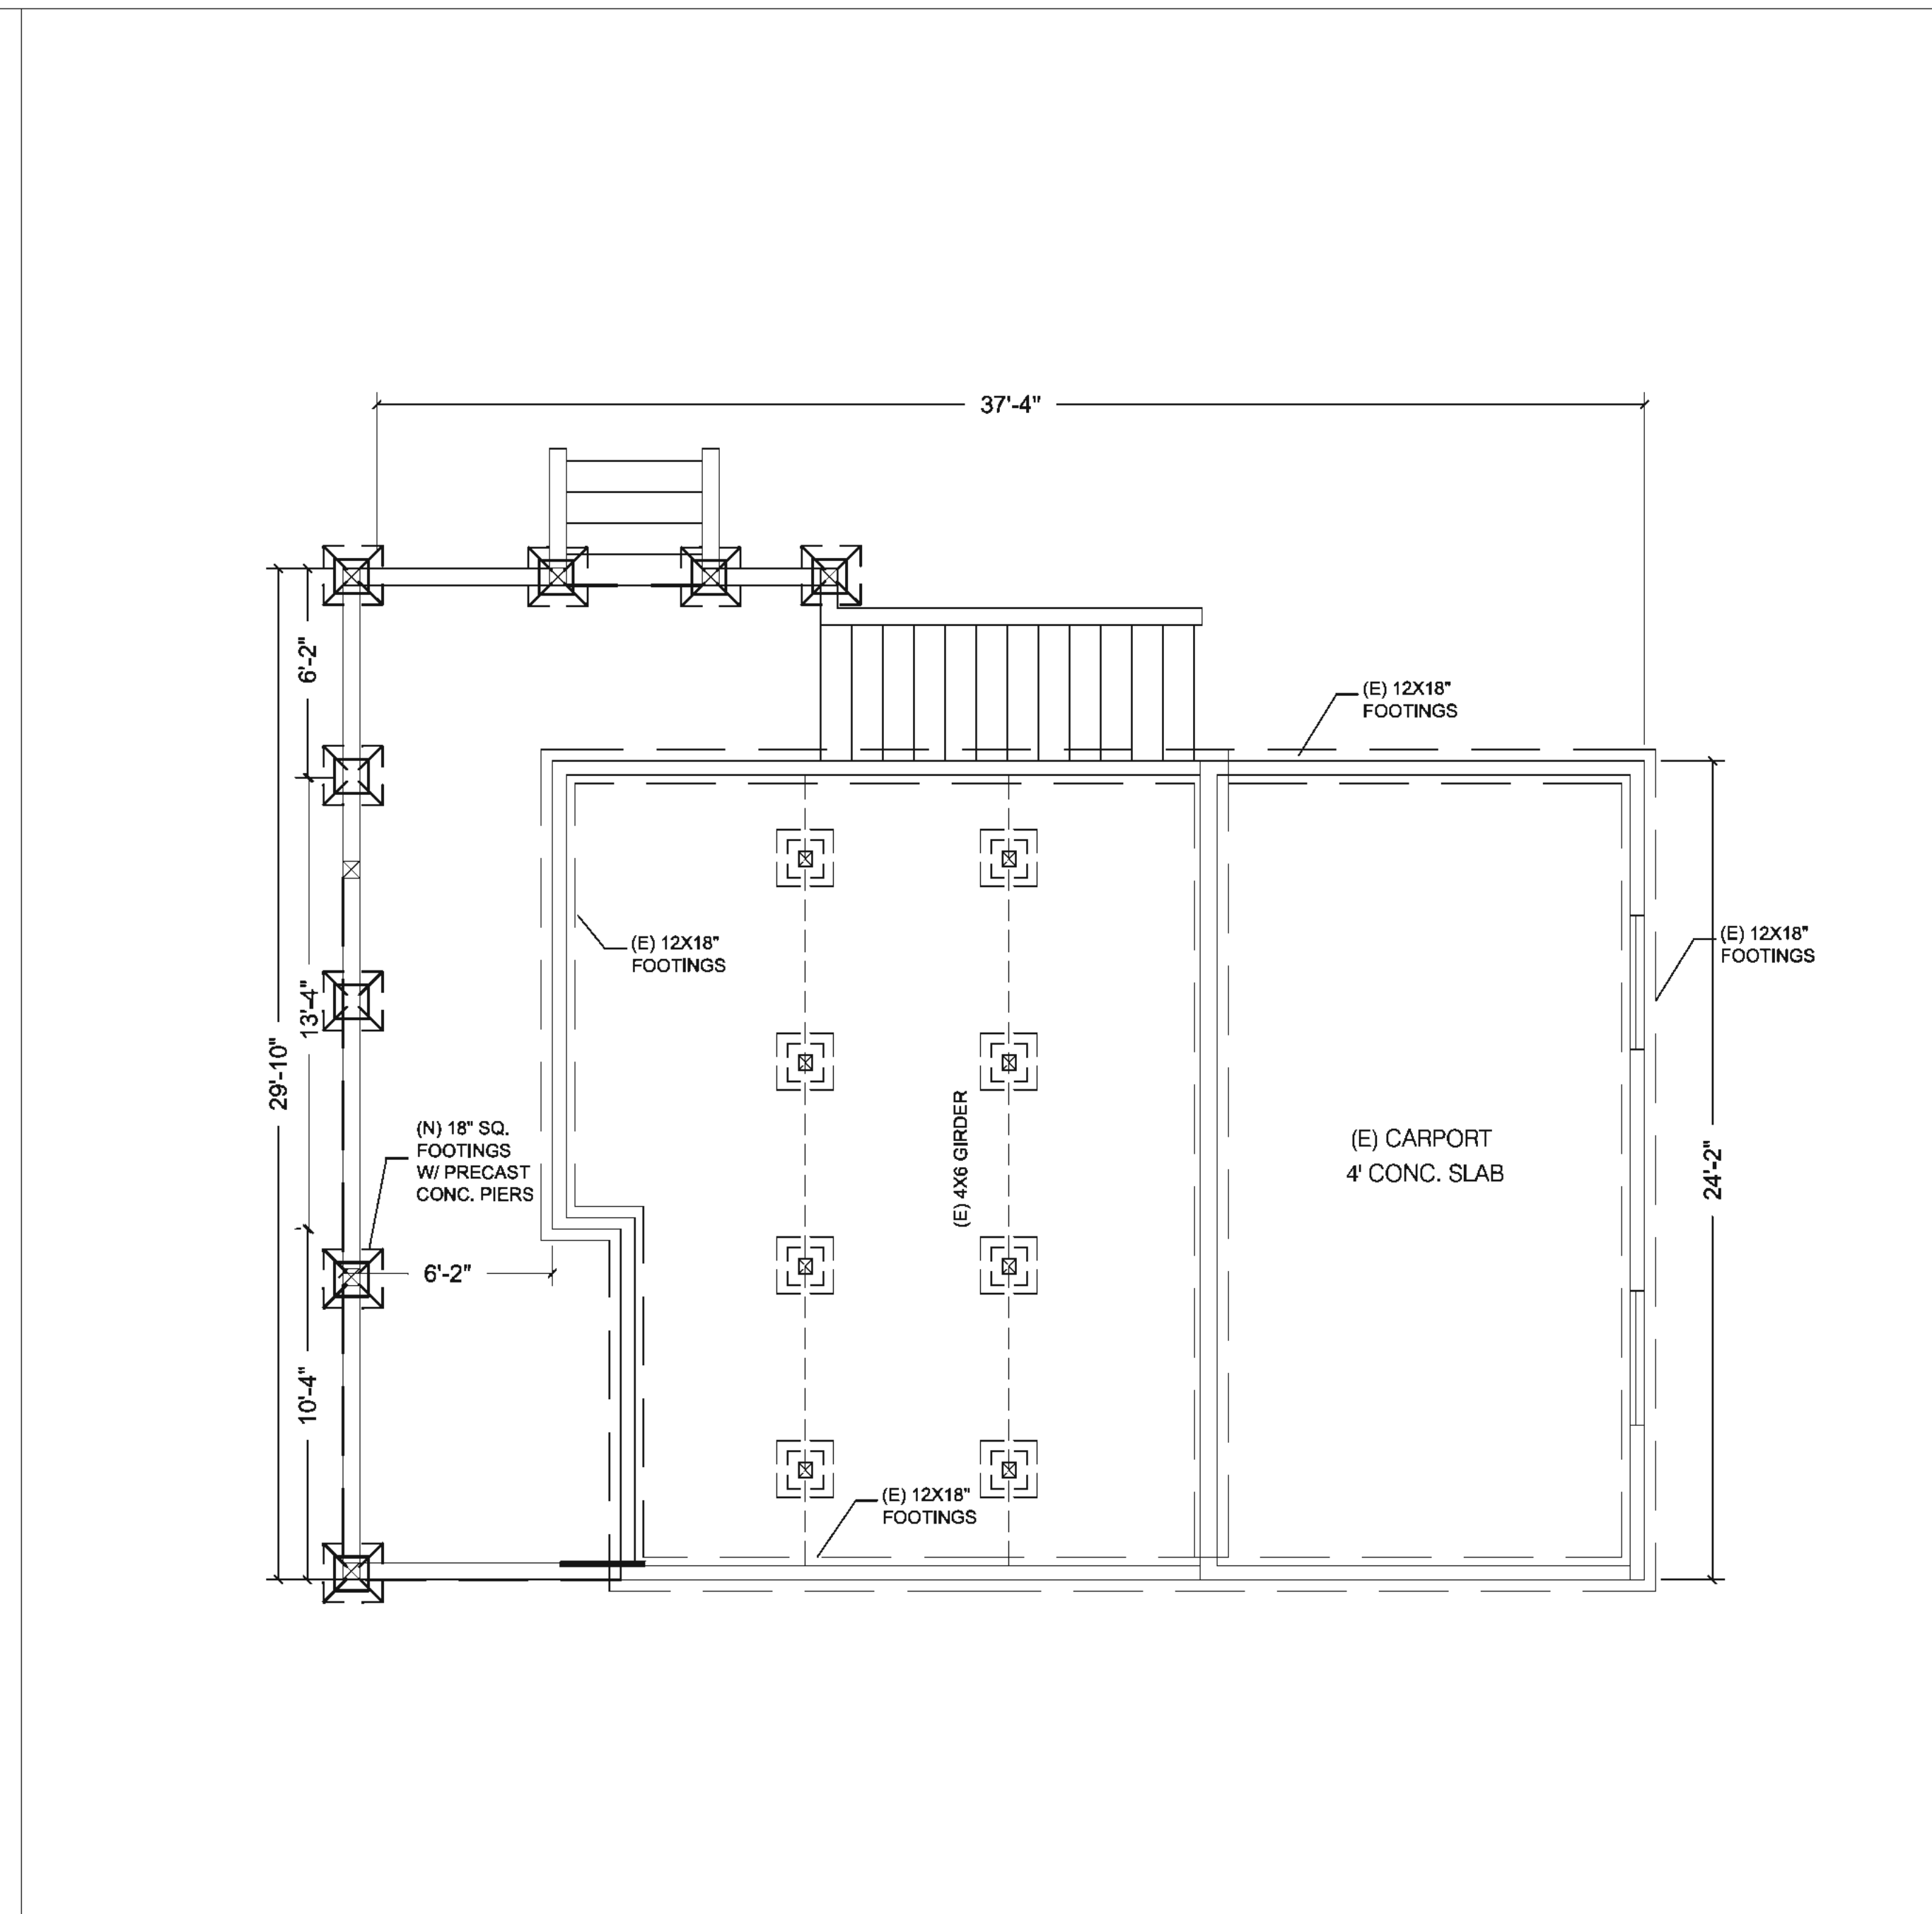 37'-4"
6'-2"
(E) 12X18"
FOOTINGS
(E) 12X18"
FOOTINGS
(E) 12X18"
FOOTINGS
13'-4"
29'-10"
(N) 18" SQ.
FOOTINGS
W/ PRECAST
CONC. PIERS
(E) 4X6 GIRDER
(E) CARPORT
4' CONC. SLAB
24'-2"
6'-2"
10'-4"
(E) 12X18"
FOOTINGS